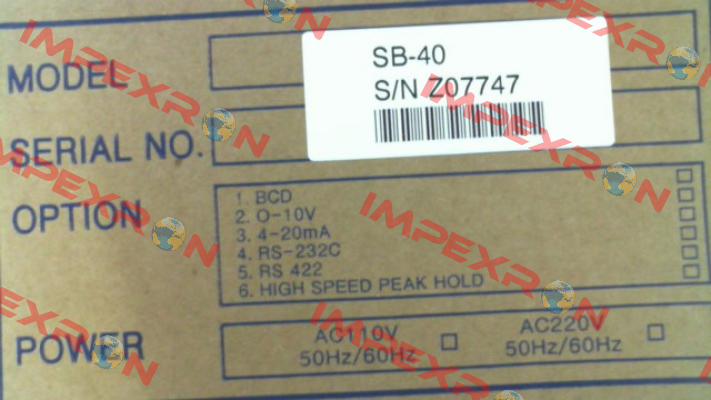 MODEL
SB-40
S/N Z07747
SERIAL NO.
OPTION
1. BCD
2. 0-10V
3. 4-20mA
4. RS-232C
5. RS 422
6. HIGH SPEED PEAK HOLD
POWER
AC110V
50Hz/60Hz
AC220V
50Hz/60Hz
IMPEXRON
IMPEXRON
IMPEXRON
IMPEXRON
IMPEXRON